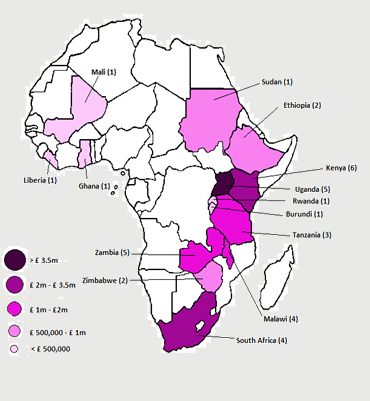 Mali (1)
Sudan (1)
Ethiopia (2)
Kenya (6)
Uganda (5)
Liberia (1)
Ghana (1)
Rwanda (1)
Burundi (1)
Tanzania (3)
Zambia (5)
> £ 3.5m
Zimbabwe (2)
£ 2m - £ 3.5m
£ 1m - £2m
Malawi (4)
£ 500,000 - £ 1m
South Africa (4)
< £ 500,000